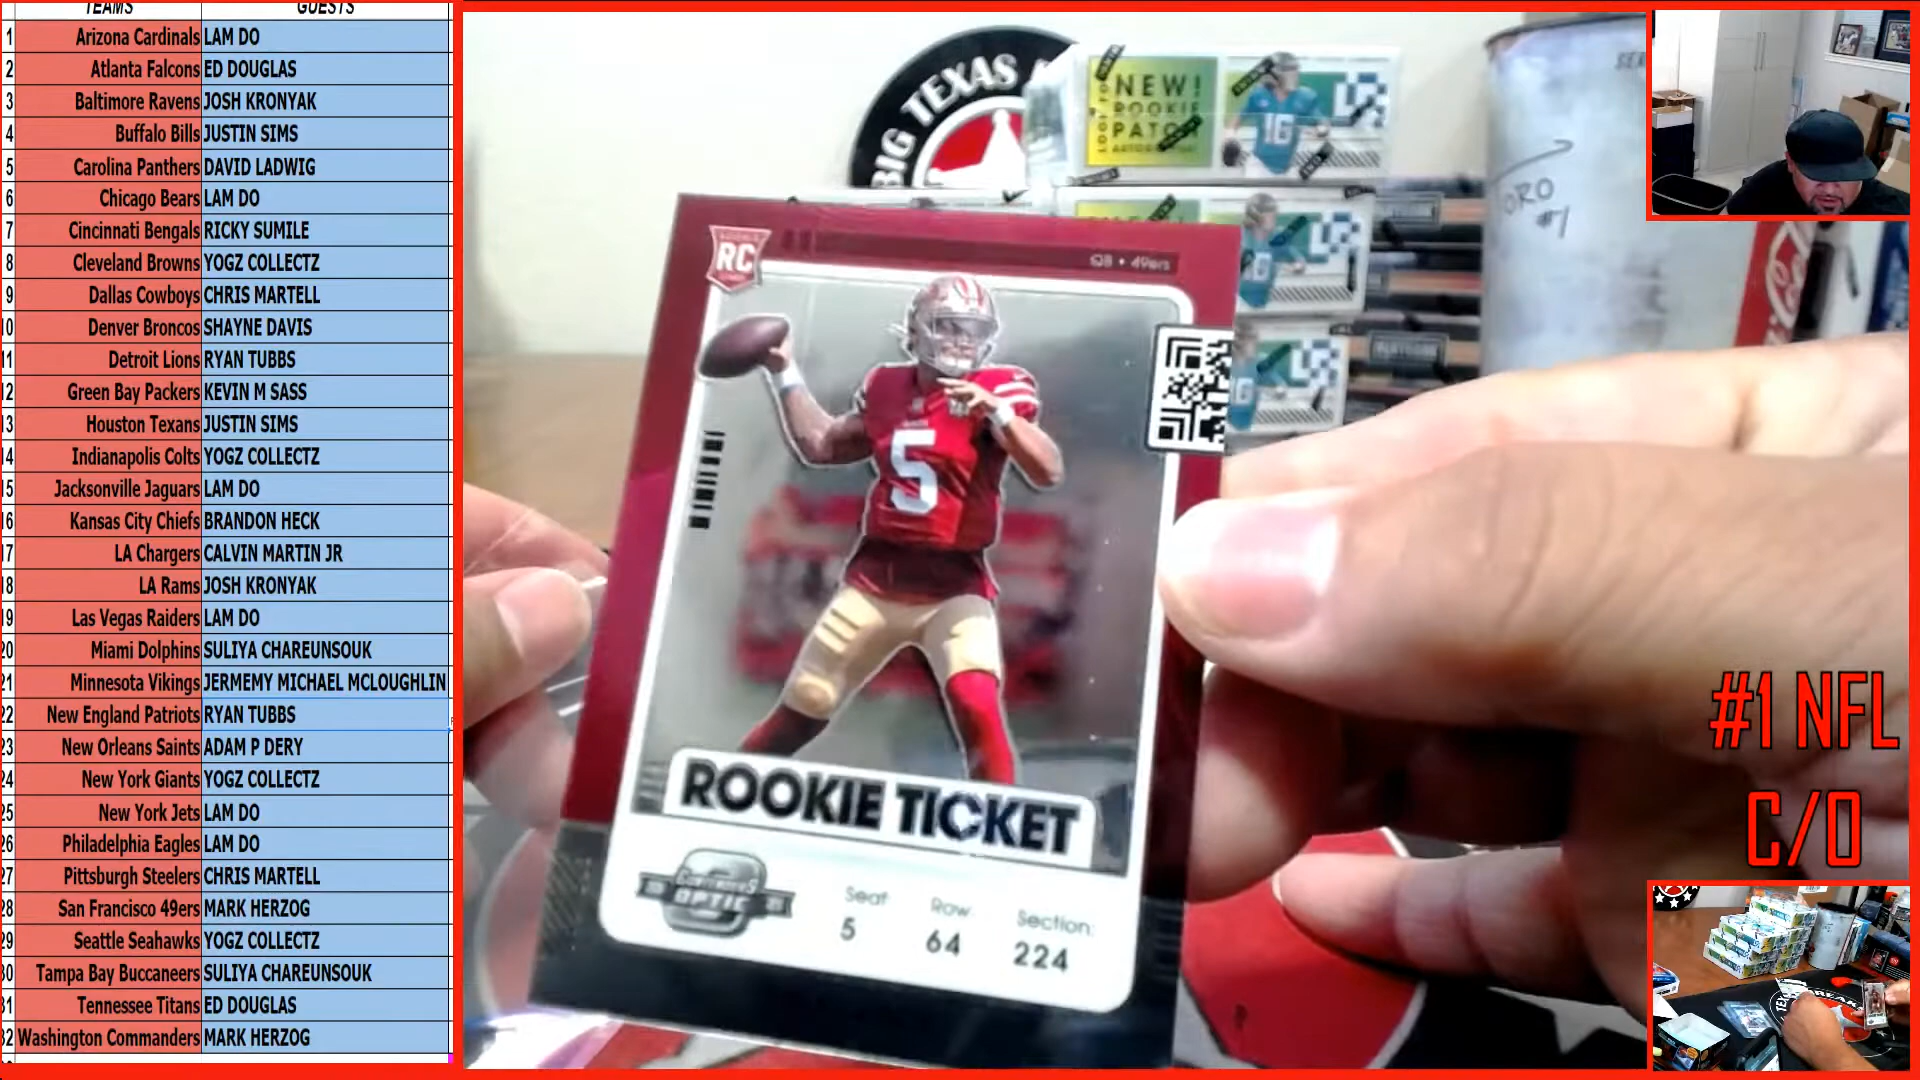 TEAMS GUESTS
1 Arizona Cardinals LAM DO
2 Atlanta Falcons ED DOUGLAS
3 Baltimore Ravens JOSH KRONYAK
4 Buffalo Bills JUSTIN SIMS
5 Carolina Panthers DAVID LADWIG
6 Chicago Bears LAM DO
7 Cincinnati Bengals RICKY SUMILE
8 Cleveland Browns YOGZ COLLECTZ
9 Dallas Cowboys CHRIS MARTELL
10 Denver Broncos SHAYNE DAVIS
11 Detroit Lions RYAN TUBBS
12 Green Bay Packers KEVIN M SASS
13 Houston Texans JUSTIN SIMS
14 Indianapolis Colts YOGZ COLLECTZ
15 Jacksonville Jaguars LAM DO
16 Kansas City Chiefs BRANDON HECK
17 LA Chargers CALVIN MARTIN JR
18 LA Rams JOSH KRONYAK
19 Las Vegas Raiders LAM DO
20 Miami Dolphins SULIYA CHAREUNSOUK
21 Minnesota Vikings JERMEMY MICHAEL MCLOUGHLIN
22 New England Patriots RYAN TUBBS
23 New Orleans Saints ADAM P DERY
24 New York Giants YOGZ COLLECTZ
25 New York Jets LAM DO
26 Philadelphia Eagles LAM DO
27 Pittsburgh Steelers CHRIS MARTELL
28 San Francisco 49ers MARK HERZOG
29 Seattle Seahawks YOGZ COLLECTZ
30 Tampa Bay Buccaneers SULIYA CHAREUNSOUK
31 Tennessee Titans ED DOUGLAS
32 Washington Commanders MARK HERZOG
BIG TEXAS
NEW!
ROOKIE
PATCH
LOOK FOR
16
ORO
#1
RC
QB • 49ers
5
ROOKIE TICKET
CONTENDERS
OPTIC
Seat: Row: Section:
5 64 224
#1 NFL
C/O